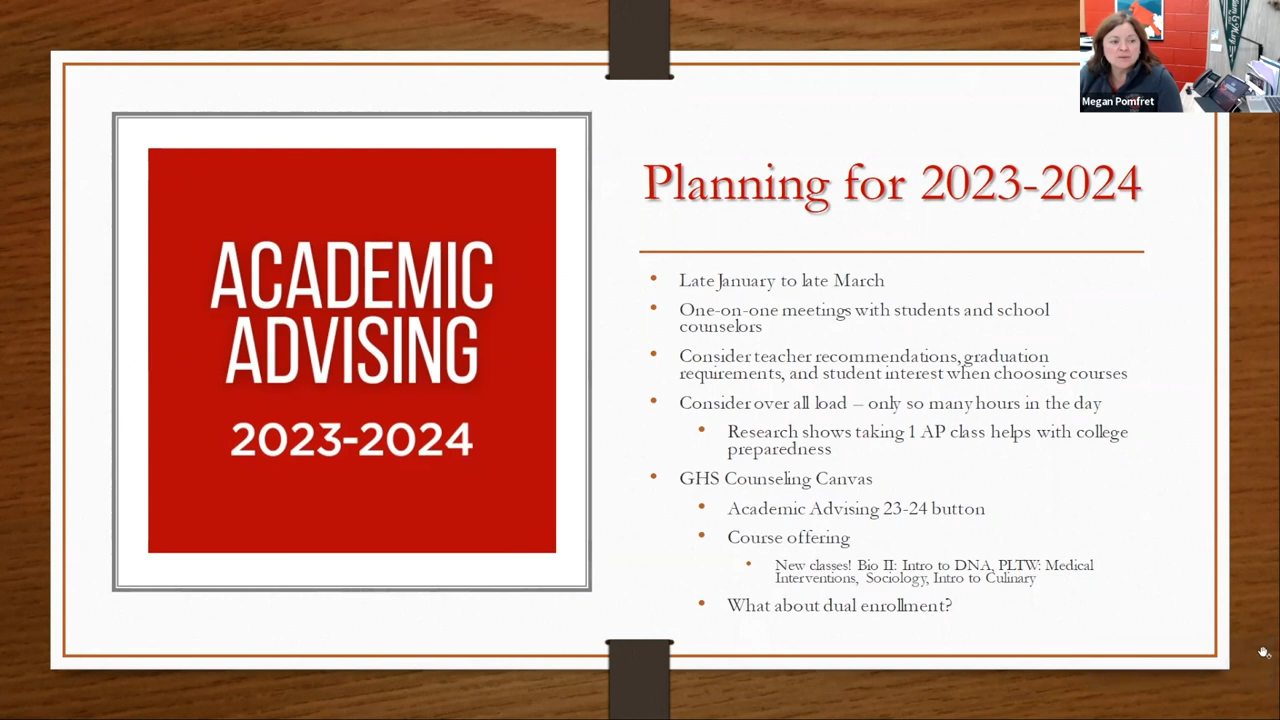 Megan Pomfret
ACADEMIC
ADVISING
2023-2024
Planning for 2023-2024
• Late January to late March
• One-on-one meetings with students and school
counselors
• Consider teacher recommendations, graduation
requirements, and student interest when choosing courses
• Consider over all load – only so many hours in the day
• Research shows taking 1 AP class helps with college
preparedness
• GHS Counseling Canvas
• Academic Advising 23-24 button
• Course offering
• New classes! Bio II: Intro to DNA, PLTW: Medical
Interventions, Sociology, Intro to Culinary
• What about dual enrollment?